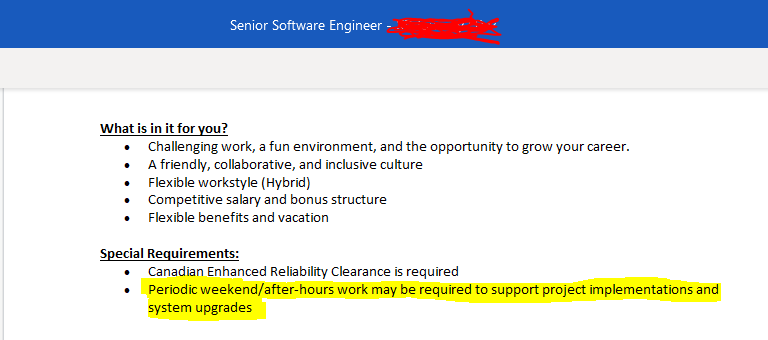 Senior Software Engineer -
What is in it for you?
• Challenging work, a fun environment, and the opportunity to grow your career.
• A friendly, collaborative, and inclusive culture
• Flexible workstyle (Hybrid)
• Competitive salary and bonus structure
• Flexible benefits and vacation
Special Requirements:
• Canadian Enhanced Reliability Clearance is required
• Periodic weekend/after-hours work may be required to support project implementations and
system upgrades